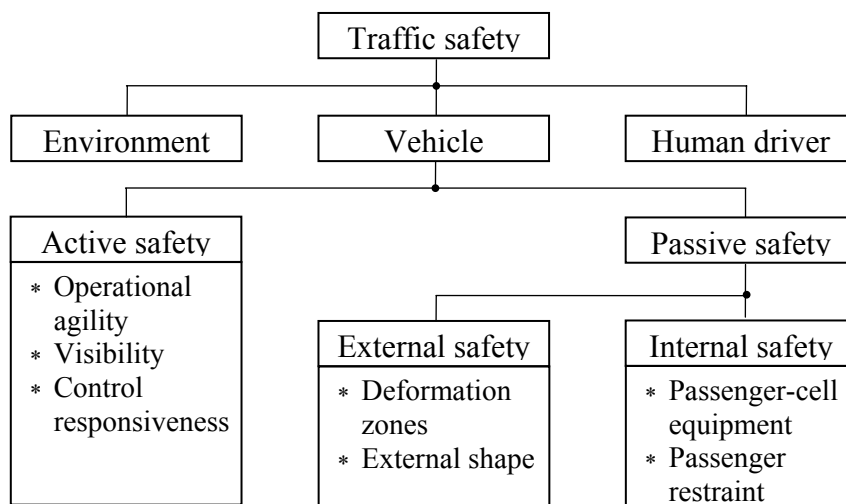 Traffic safety
Environment
Vehicle
Human driver
Active safety
* Operational
agility
* Visibility
* Control
responsiveness
Passive safety
External safety
* Deformation
zones
* External shape
Internal safety
* Passenger-cell
equipment
* Passenger
restraint